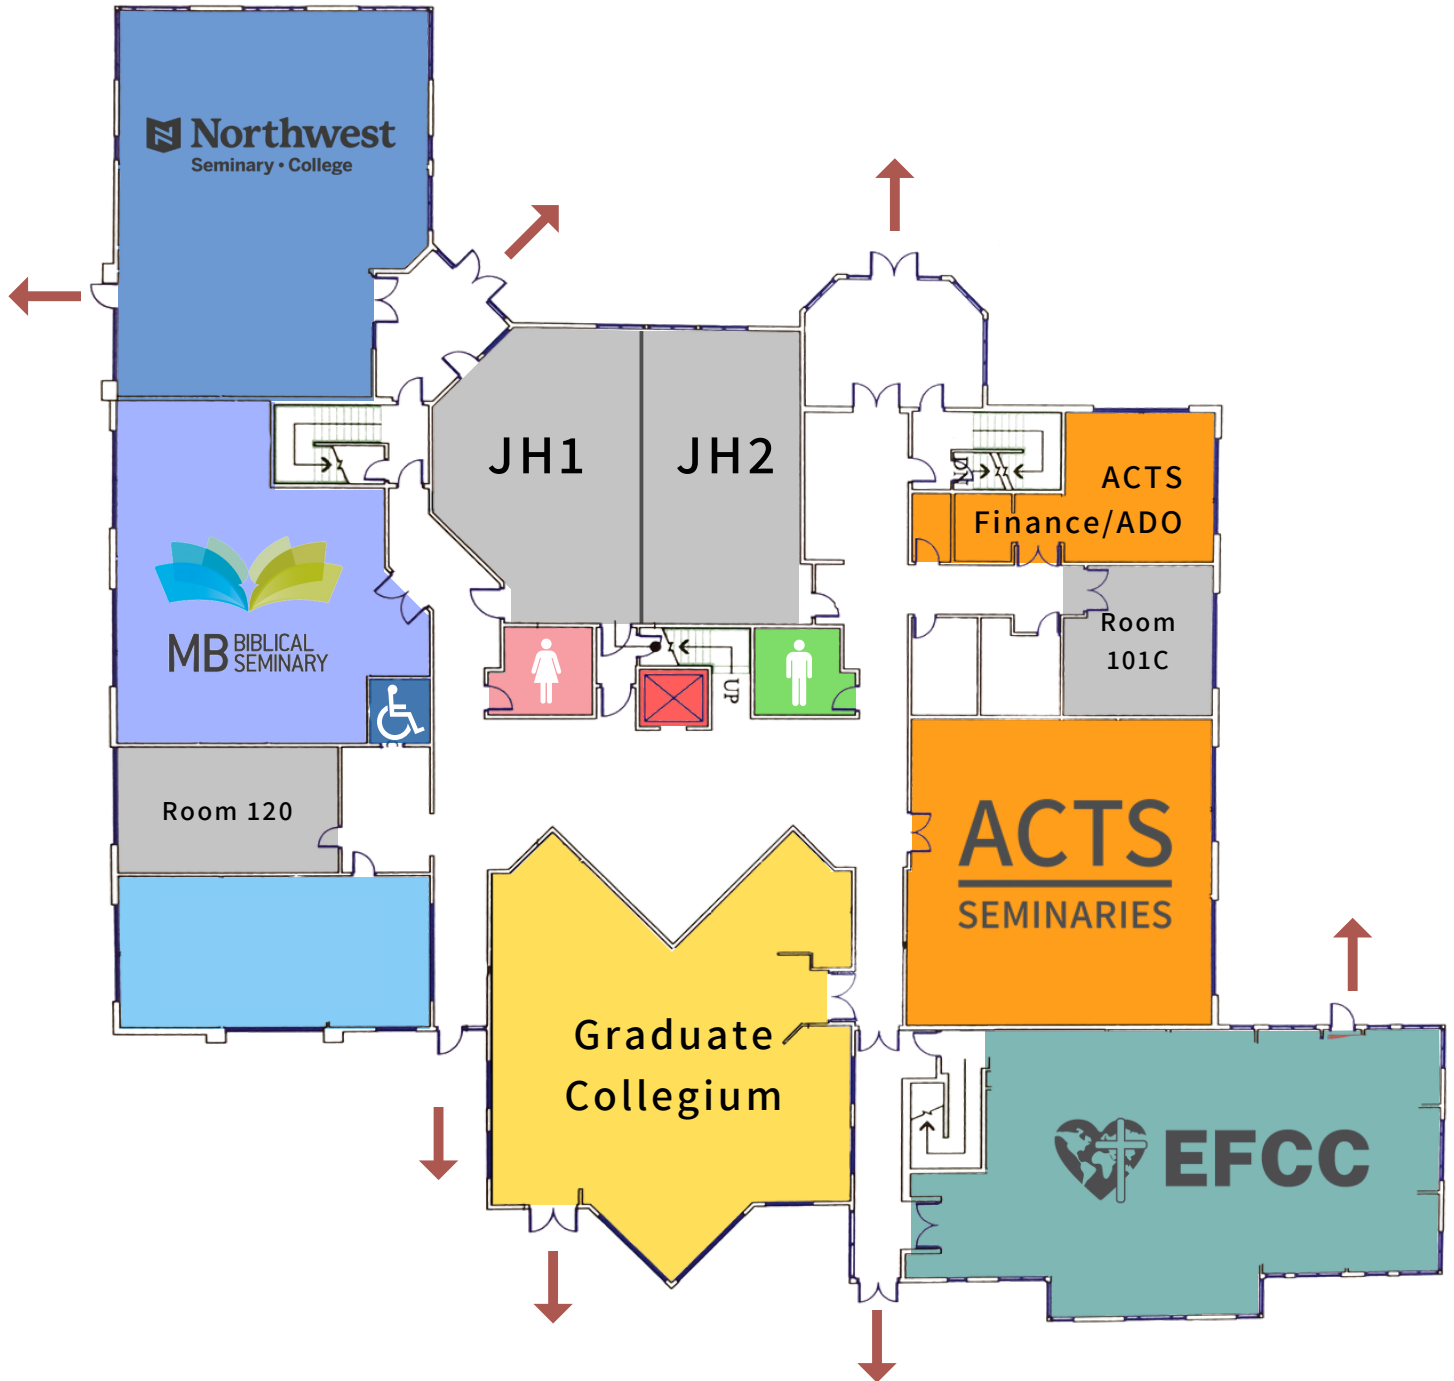 Northwest
Seminary • College
JH1
JH2
DN
ACTS
Finance/ADO
MB BIBLICAL
SEMINARY
Room
101C
UP
Room 120
ACTS
SEMINARIES
Graduate
Collegium
EFCC